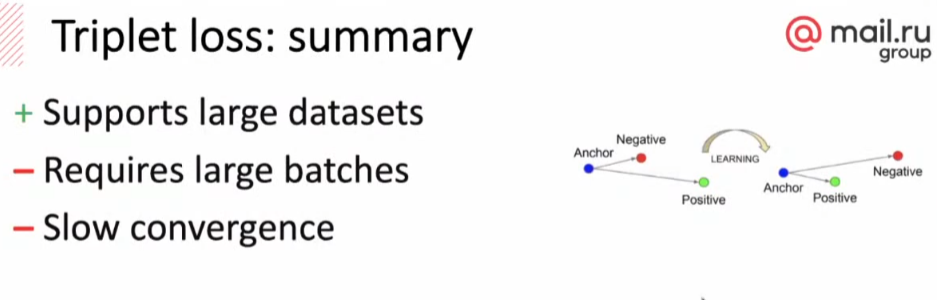 Triplet loss: summary
@ mail.ru
group
+ Supports large datasets
− Requires large batches
− Slow convergence
Negative
Anchor
LEARNING
Positive
Negative
Anchor
Positive